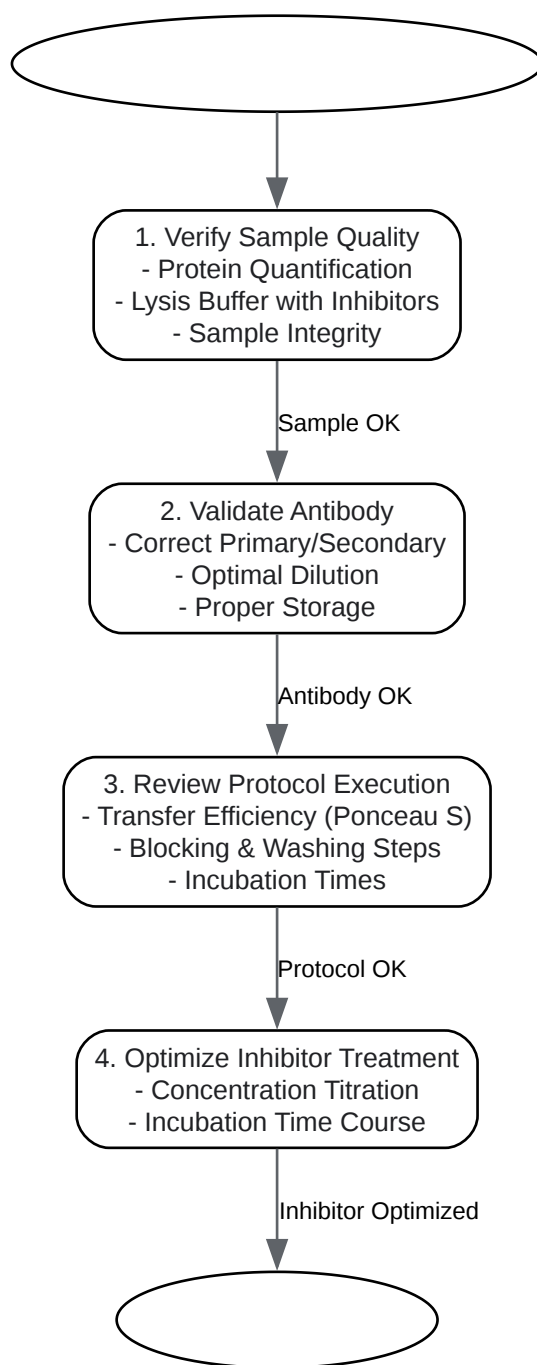 1. Verify Sample Quality
- Protein Quantification
- Lysis Buffer with Inhibitors
- Sample Integrity
Sample OK
2. Validate Antibody
- Correct Primary/Secondary
- Optimal Dilution
- Proper Storage
Antibody OK
3. Review Protocol Execution
- Transfer Efficiency (Ponceau S)
- Blocking & Washing Steps
- Incubation Times
Protocol OK
4. Optimize Inhibitor Treatment
- Concentration Titration
- Incubation Time Course
Inhibitor Optimized